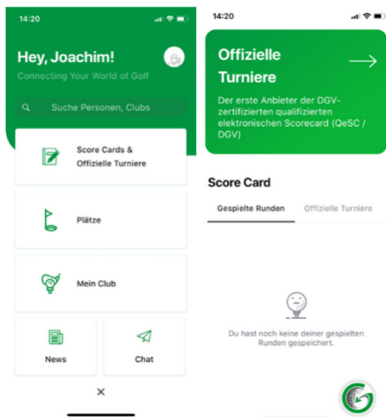 14:20
Hey, Joachim!
Connecting Your World of Golf
Suche Personen, Clubs
Score Cards &
Offizielle Turniere
Plätze
Mein Club
News
Chat
14:20
Offizielle
Turniere
Der erste Anbieter der DGV-
zertifizierten qualifizierten
elektronischen Scorecard (QeSC /
DGV)
Score Card
Gespielte Runden
Offizielle Turniere
Du hast noch keine deiner gespielten
Runden gespeichert.